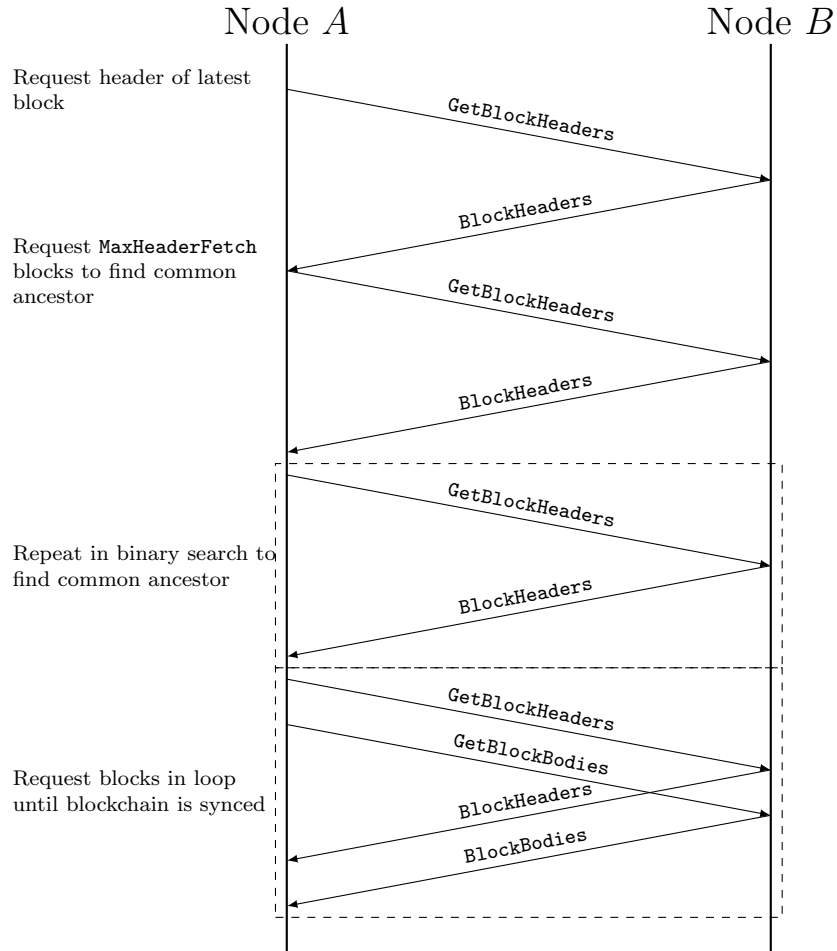 Node A
Node B
Request header of latest
block
GetBlockHeaders
BlockHeaders
Request MaxHeaderFetch
blocks to find common
ancestor
GetBlockHeaders
BlockHeaders
GetBlockHeaders
Repeat in binary search to
find common ancestor
BlockHeaders
GetBlockHeaders
GetBlockBodies
Request blocks in loop
until blockchain is synced
BlockHeaders
BlockBodies